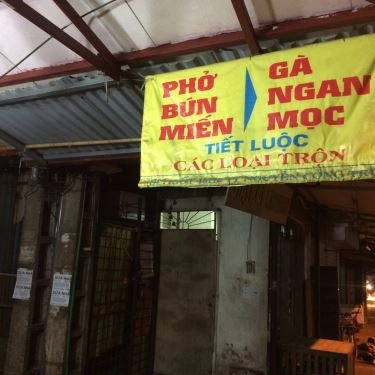 PHỞ
BÚN
MIẾN
GÀ
NGAN
MỌC
TIẾT LUỘC
CÁC LOẠI TRỘN